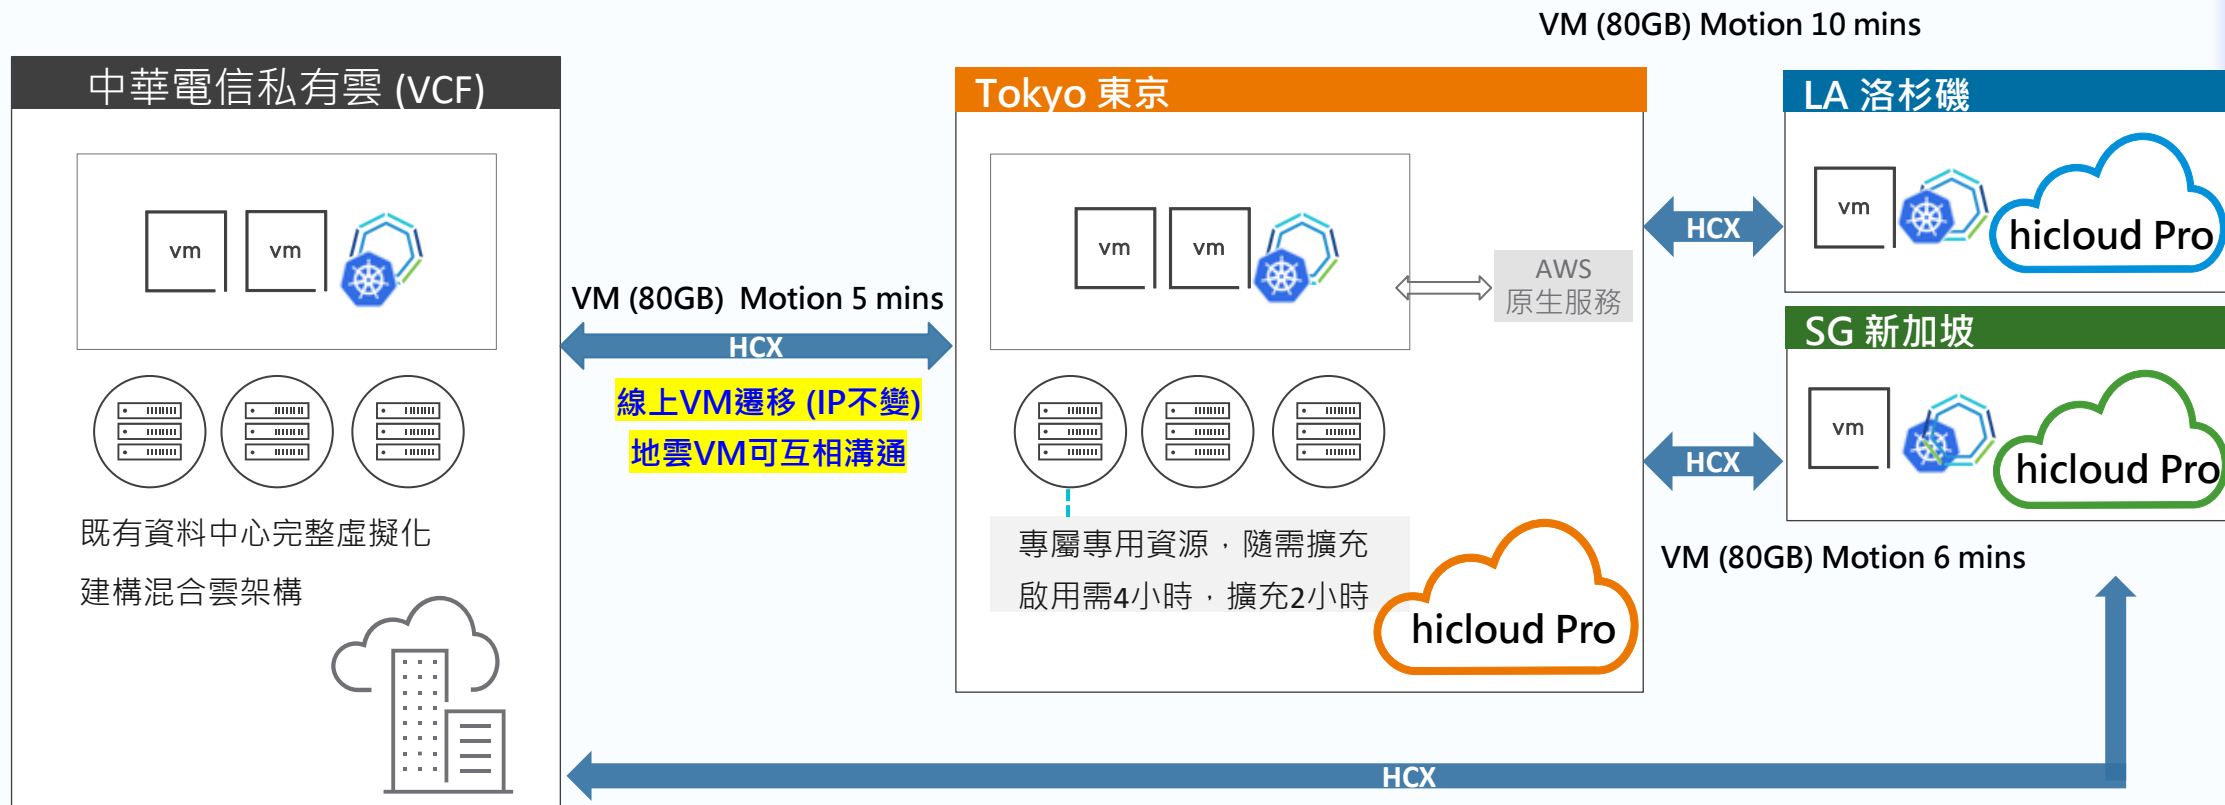 VM (80GB) Motion 10 mins
中華電信私有雲 (VCF)
vm
vm
既有資料中心完整虛擬化
建構混合雲架構
VM (80GB) Motion 5 mins
HCX
線上VM遷移 (IP不變)
地雲VM可互相溝通
Tokyo 東京
vm
vm
AWS
原生服務
專屬專用資源，隨需擴充
啟用需4小時，擴充2小時
hicloud Pro
HCX
HCX
LA 洛杉磯
vm
hicloud Pro
SG 新加坡
vm
hicloud Pro
VM (80GB) Motion 6 mins
HCX